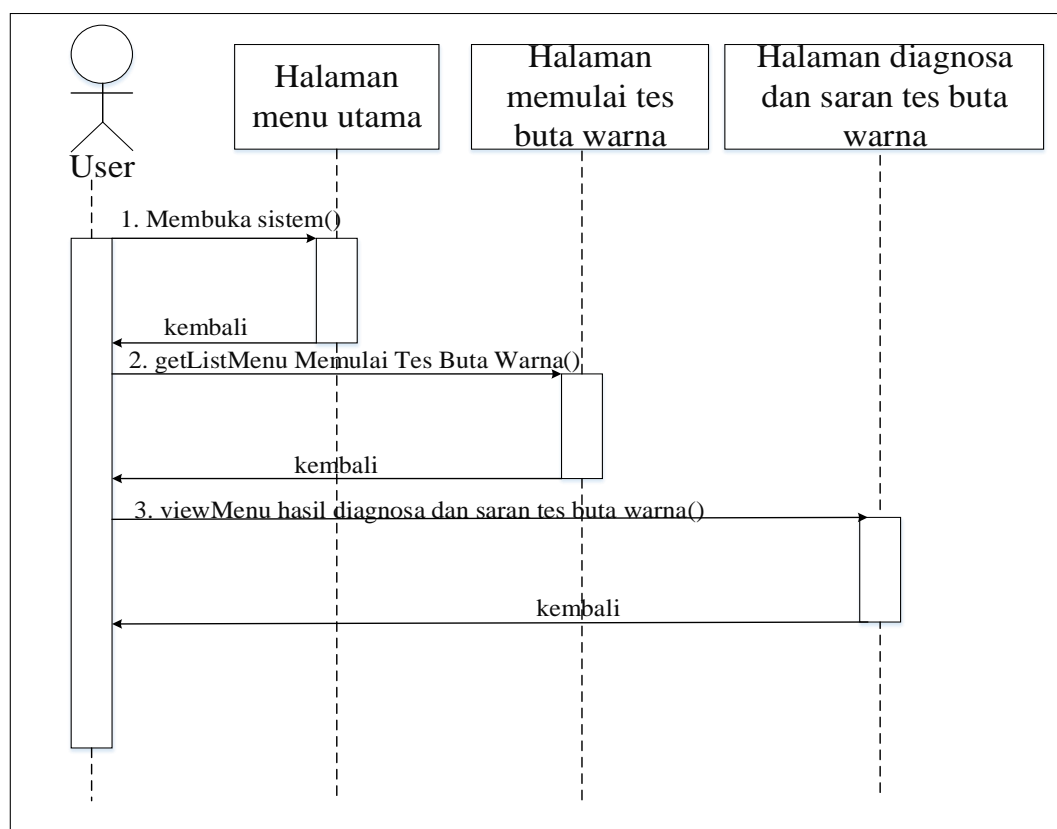 User
Halaman
menu utama
Halaman
memulai tes
buta warna
Halaman diagnosa
dan saran tes buta
warna
1. Membuka sistem()
kembali
2. getListMenu Memulai Tes Buta Warna()
kembali
3. viewMenu hasil diagnosa dan saran tes buta warna()
kembali